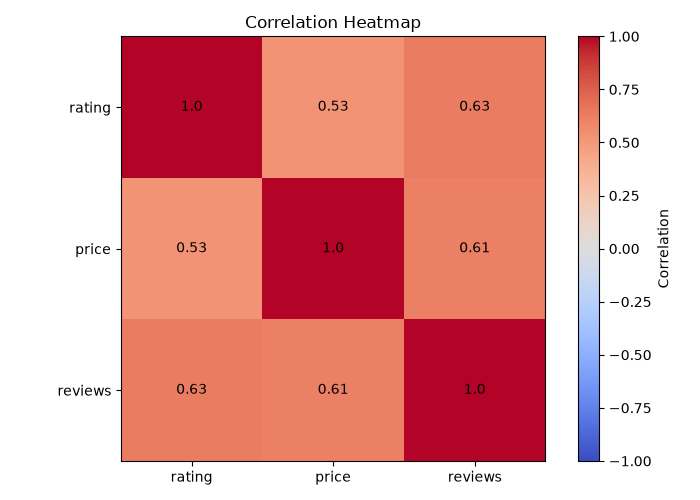 Correlation Heatmap
rating 1.0 0.53 0.63
price 0.53 1.0 0.61
reviews 0.63 0.61 1.0
rating price reviews
1.00
0.75
0.50
0.25
0.00
−0.25
−0.50
−0.75
−1.00
Correlation